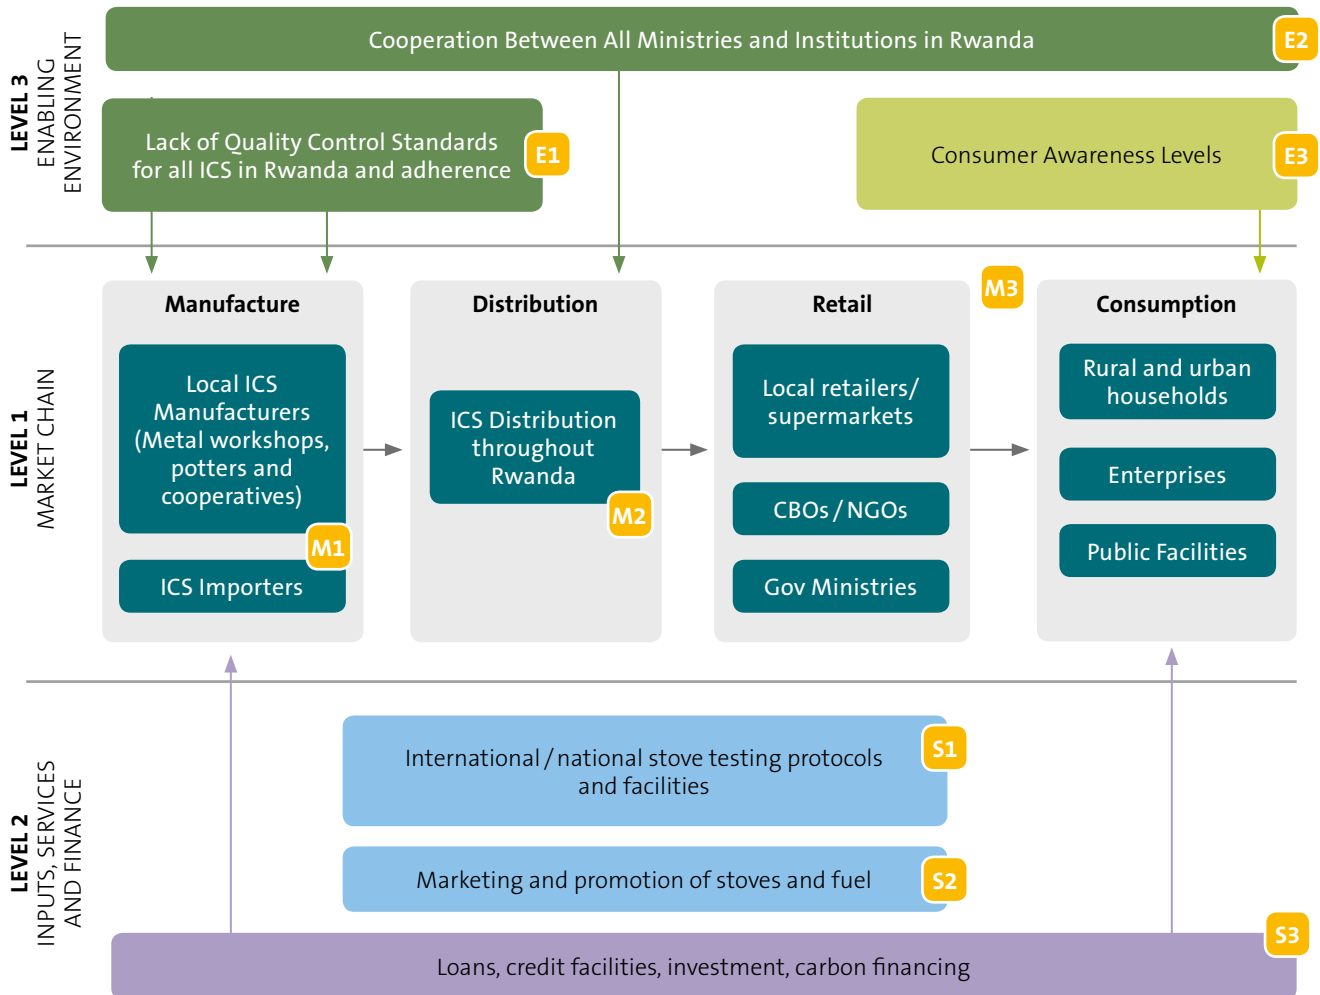 LEVEL 3
ENABLING
ENVIRONMENT
Cooperation Between All Ministries and Institutions in Rwanda
E2
Lack of Quality Control Standards
for all ICS in Rwanda and adherence
E1
Consumer Awareness Levels
E3
LEVEL 1
MARKET CHAIN
Manufacture
Local ICS
Manufacturers
(Metal workshops,
potters and
cooperatives)
M1
ICS Importers
Distribution
ICS Distribution
throughout
Rwanda
M2
Retail
Local retailers/
supermarkets
CBOs / NGOs
Gov Ministries
M3
Consumption
Rural and urban
households
Enterprises
Public Facilities
LEVEL 2
INPUTS, SERVICES
AND FINANCE
International / national stove testing protocols
and facilities
S1
Marketing and promotion of stoves and fuel
S2
Loans, credit facilities, investment, carbon financing
S3